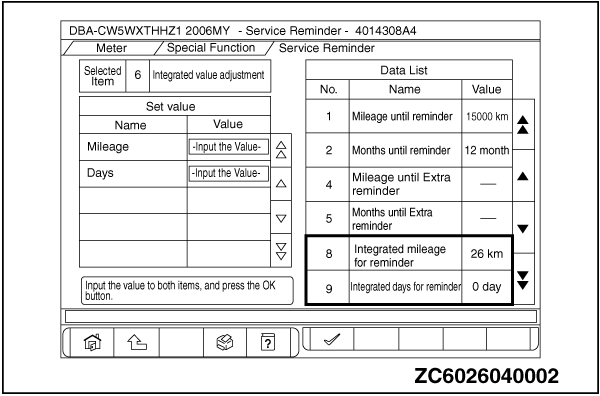 DBA-CW5WXTHHZ1 2006MY - Service Reminder - 4014308A4
Meter / Special Function / Service Reminder
Selected Item 6 Integrated value adjustment
Set value
Name Value
Mileage -Input the Value-
Days -Input the Value-
Input the value to both items, and press the OK
button.
Data List
No. Name Value
1 Mileage until reminder 15000 km
2 Months until reminder 12 month
4 Mileage until Extra
reminder —
5 Months until Extra
reminder —
8 Integrated mileage
for reminder 26 km
9 Integrated days for reminder 0 day
?
ZC6026040002